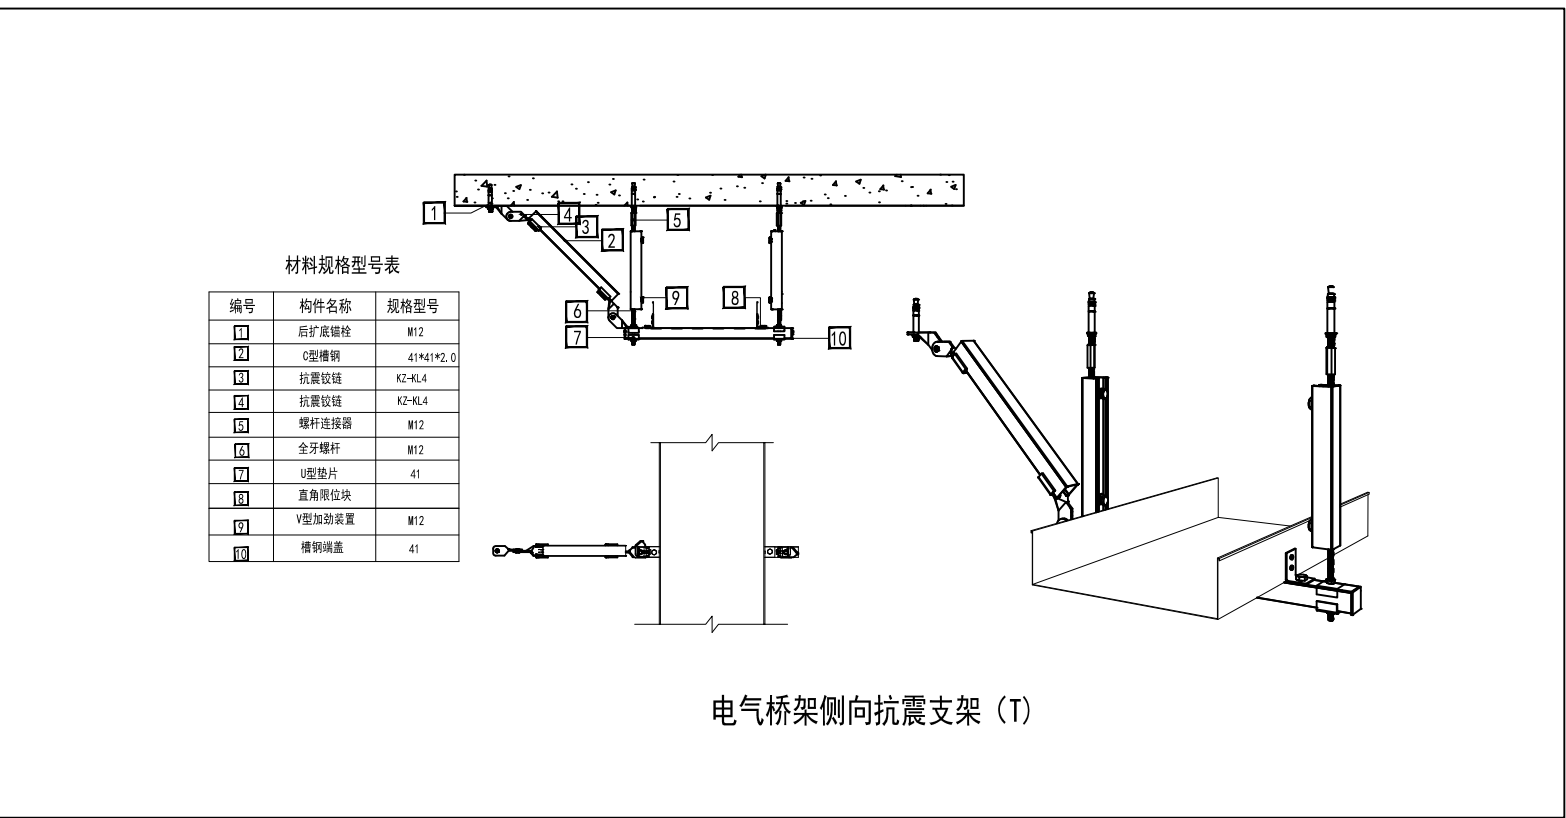 1
4
3
2
5
6
9
8
7
10
材料规格型号表
编号 构件名称 规格型号
1 后扩底锚栓 M12
2 C型槽钢 41*41*2.0
3 抗震铰链 KZ-KL4
4 抗震铰链 KZ-KL4
5 螺杆连接器 M12
6 全牙螺杆 M12
7 U型垫片 41
8 直角限位块
9 V型加劲装置 M12
10 槽钢端盖 41
电气桥架侧向抗震支架（T）